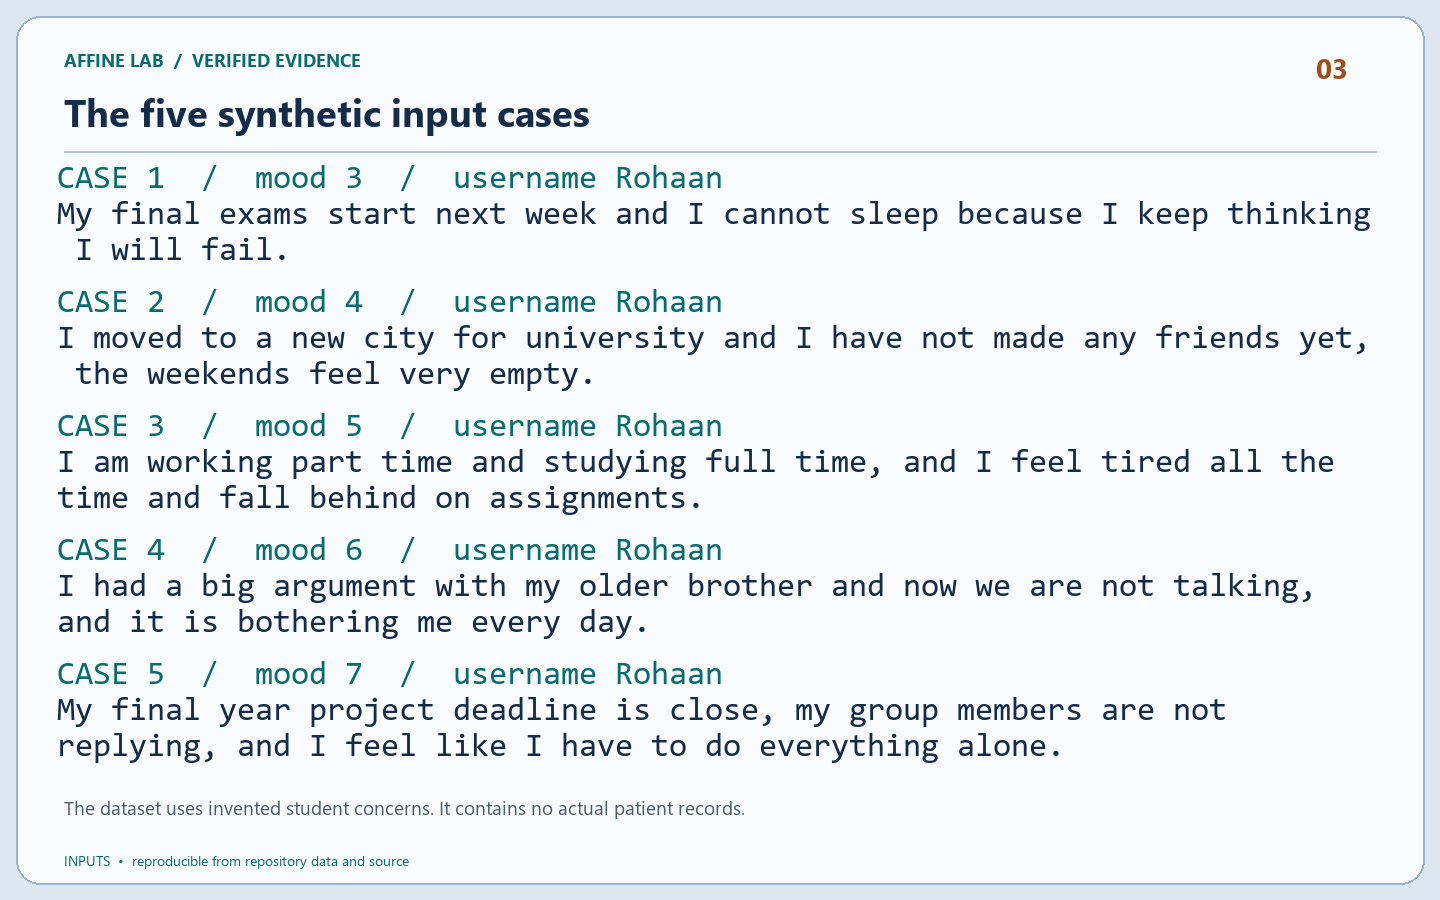 AFFINE LAB / VERIFIED EVIDENCE
03
The five synthetic input cases
CASE 1 / mood 3 / username Rohaan
My final exams start next week and I cannot sleep because I keep thinking
I will fail.
CASE 2 / mood 4 / username Rohaan
I moved to a new city for university and I have not made any friends yet,
the weekends feel very empty.
CASE 3 / mood 5 / username Rohaan
I am working part time and studying full time, and I feel tired all the
time and fall behind on assignments.
CASE 4 / mood 6 / username Rohaan
I had a big argument with my older brother and now we are not talking,
and it is bothering me every day.
CASE 5 / mood 7 / username Rohaan
My final year project deadline is close, my group members are not
replying, and I feel like I have to do everything alone.
The dataset uses invented student concerns. It contains no actual patient records.
INPUTS • reproducible from repository data and source